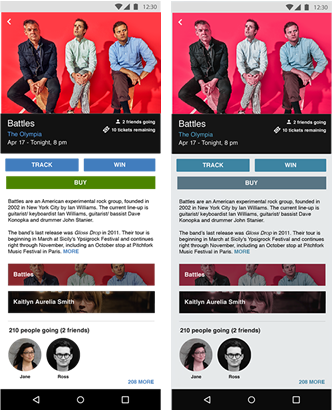 12:30
Battles
The Olympia
Apr 17 - Tonight, 8 pm
2 friends going
10 tickets remaining
TRACK
WIN
BUY
Battles are an American experimental rock group, founded in
2002 in New York City by Ian Williams. The current line-up is
guitarist/ keyboardist Ian Williams, guitarist/ bassist Dave
Konopka and drummer John Stanier.
The band's last release was Gloss Drop in 2011. Their tour is
beginning in March at Sicily's Ypsigrock Festival and continues
right through November, including an October stop at Pitchfork
Music Festival in Paris. MORE
Battles
Kaitlyn Aurelia Smith
210 people going (2 friends)
Jane
Ross
208 MORE
12:30
Battles
The Olympia
Apr 17 - Tonight, 8 pm
2 friends going
10 tickets remaining
TRACK
WIN
BUY
Battles are an American experimental rock group, founded in
2002 in New York City by Ian Williams. The current line-up is
guitarist/ keyboardist Ian Williams, guitarist/ bassist Dave
Konopka and drummer John Stanier.
The band's last release was Gloss Drop in 2011. Their tour is
beginning in March at Sicily's Ypsigrock Festival and continues
right through November, including an October stop at Pitchfork
Music Festival in Paris. MORE
Battles
Kaitlyn Aurelia Smith
210 people going (2 friends)
Jane
Ross
208 MORE